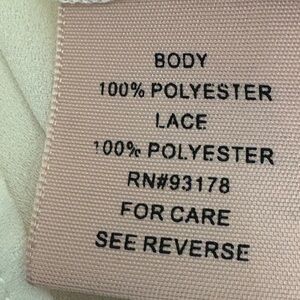 BODY
100% POLYESTER
LACE
100% POLYESTER
RN#93178
FOR CARE
SEE REVERSE